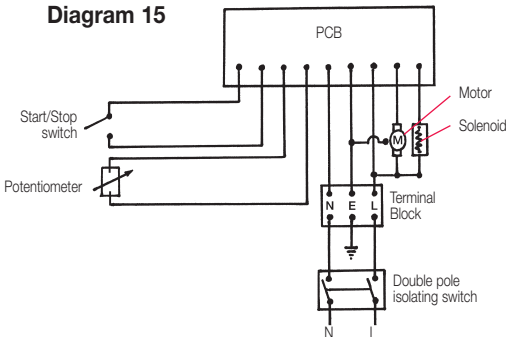 Diagram 15
PCB
Motor
Start/Stop
switch
Solenoid
M
Potentiometer
N E L
Terminal
Block
Double pole
isolating switch
N L